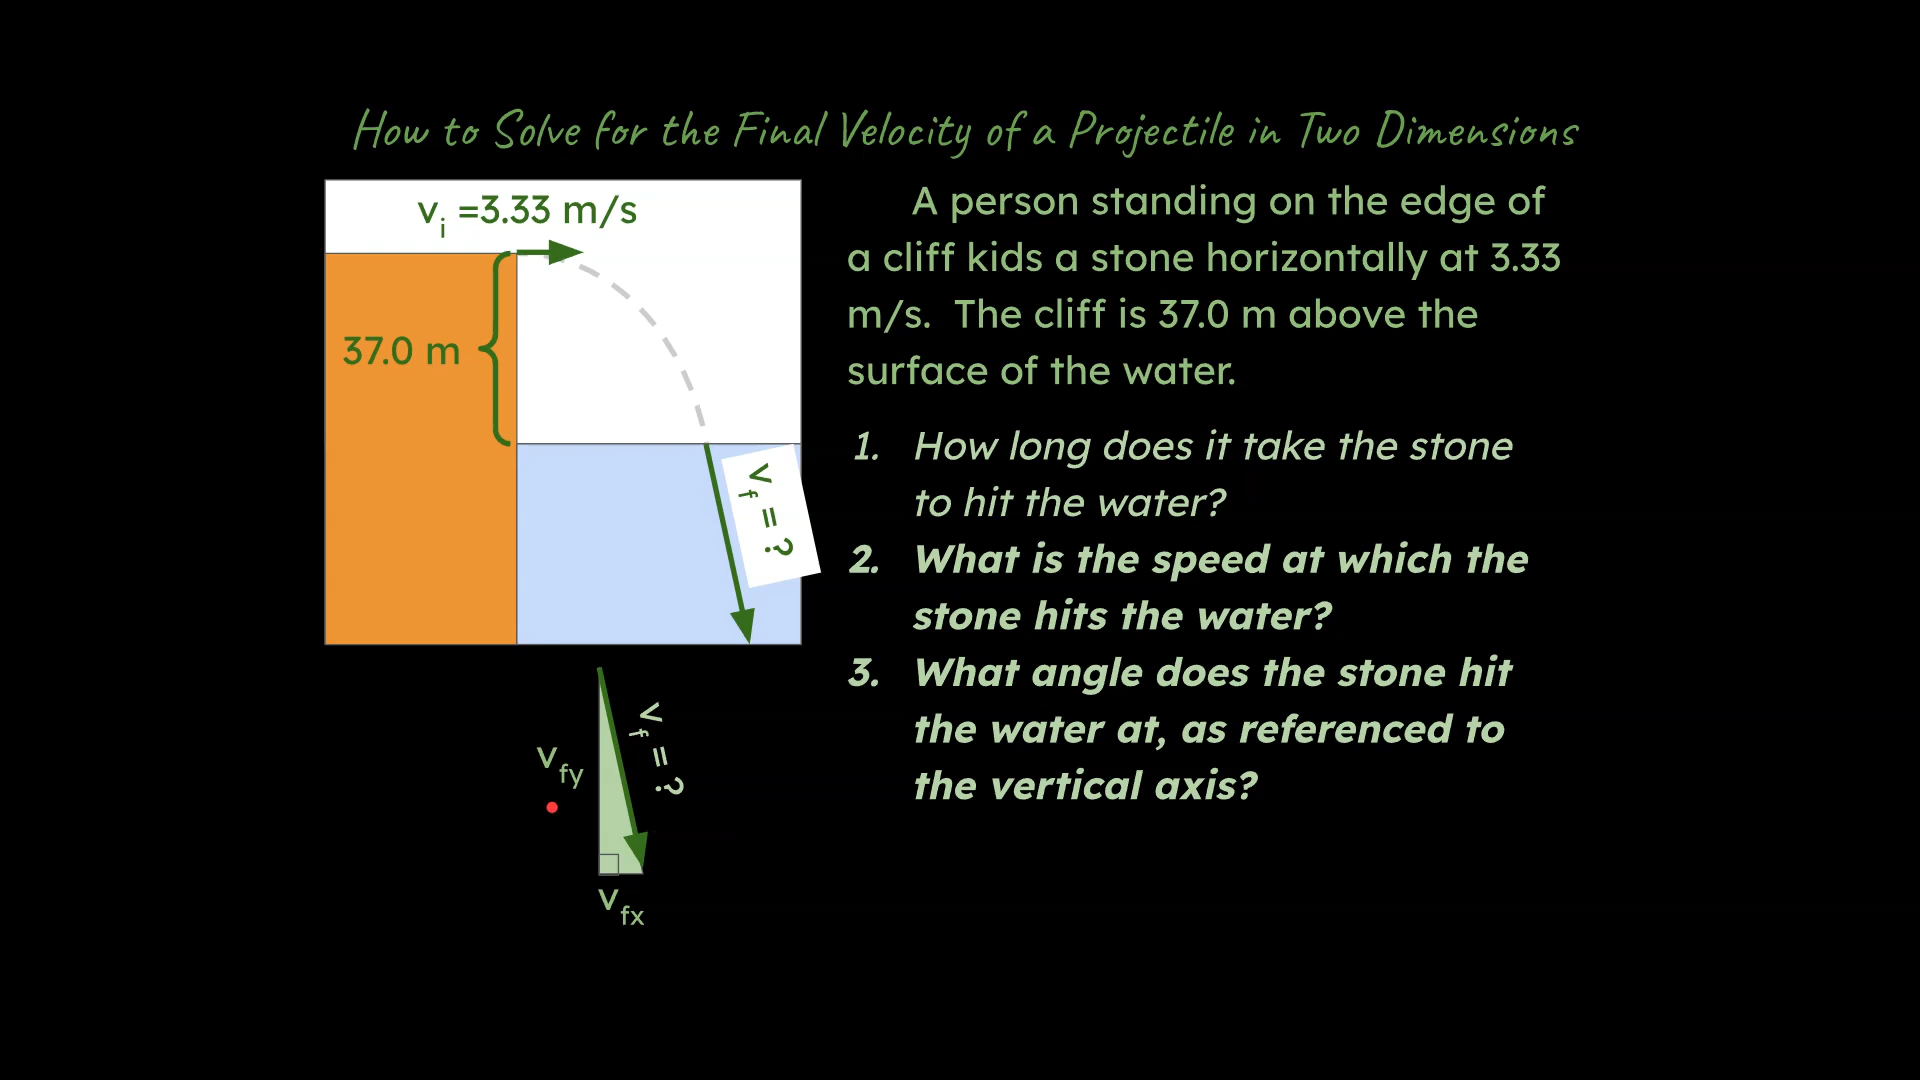 How to Solve for the Final Velocity of a Projectile in Two Dimensions
vi =3.33 m/s
37.0 m
vf = ?
A person standing on the edge of
a cliff kids a stone horizontally at 3.33
m/s. The cliff is 37.0 m above the
surface of the water.
1. How long does it take the stone
to hit the water?
2. What is the speed at which the
stone hits the water?
3. What angle does the stone hit
the water at, as referenced to
the vertical axis?
vf = ?
vfy
vfx